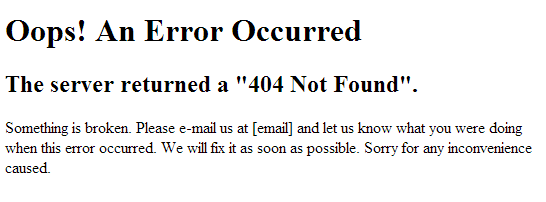 Oops! An Error Occurred
The server returned a "404 Not Found".
Something is broken. Please e-mail us at [email] and let us know what you were doing
when this error occurred. We will fix it as soon as possible. Sorry for any inconvenience
caused.